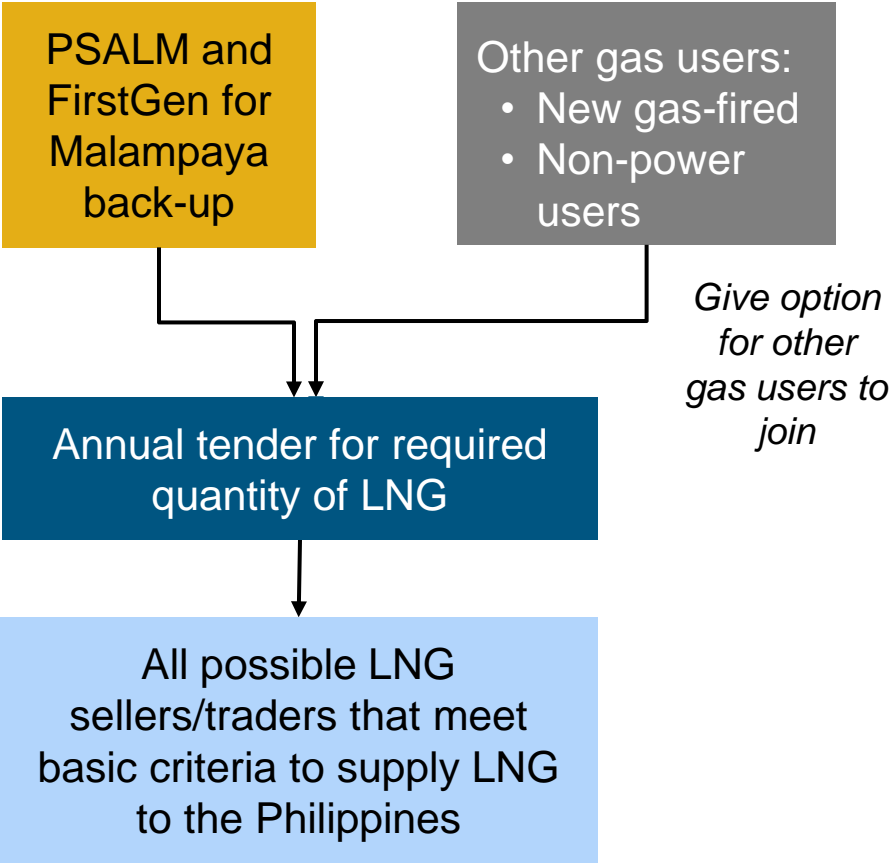 PSALM and
FirstGen for
Malampaya
back-up
Other gas users:
• New gas-fired
• Non-power
users
Give option
for other
gas users to
join
Annual tender for required
quantity of LNG
All possible LNG
sellers/traders that meet
basic criteria to supply LNG
to the Philippines